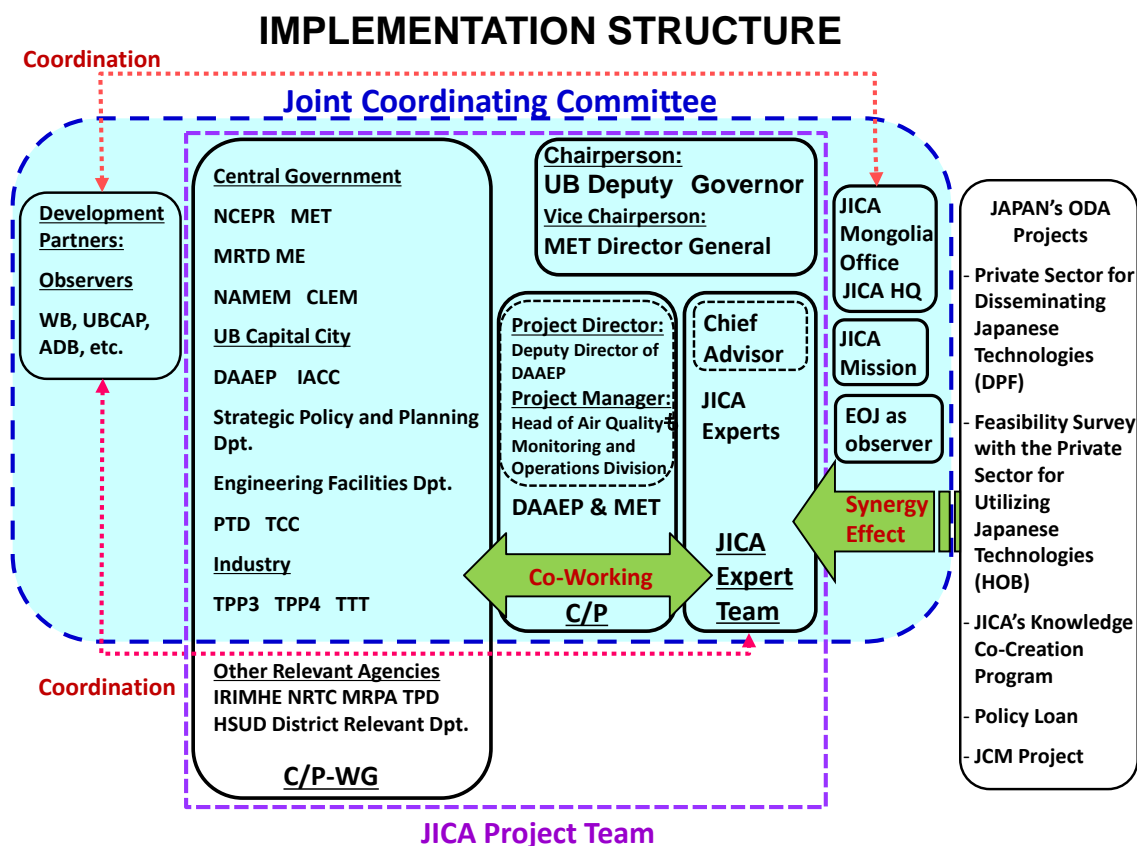 IMPLEMENTATION STRUCTURE
Coordination
Joint Coordinating Committee
Development
Partners:
Observers
WB, UBCAP,
ADB, etc.
Central Government
NCEPR MET
MRTD ME
NAMEM CLEM
UB Capital City
DAAEP IACC
Strategic Policy and Planning
Dpt.
Engineering Facilities Dpt.
PTD TCC
Industry
TPP3 TPP4 TTT
Other Relevant Agencies
IRIMHE NRTC MRPA TPD
HSUD District Relevant Dpt.
C/P-WG
Chairperson:
UB Deputy Governor
Vice Chairperson:
MET Director General
Project Director:
Deputy Director of
DAAEP
Project Manager:
Head of Air Quality
Monitoring and
Operations Division
DAAEP & MET
Co-Working
C/P
Chief
Advisor
JICA
Experts
JICA
Expert
Team
JICA
Mongolia
Office
JICA HQ
JICA
Mission
EOJ as
observer
Synergy
Effect
JAPAN's ODA
Projects
- Private Sector for
Disseminating
Japanese
Technologies
(DPF)
- Feasibility Survey
with the Private
Sector for
Utilizing
Japanese
Technologies
(HOB)
- JICA's Knowledge
Co-Creation
Program
- Policy Loan
- JCM Project
Coordination
JICA Project Team